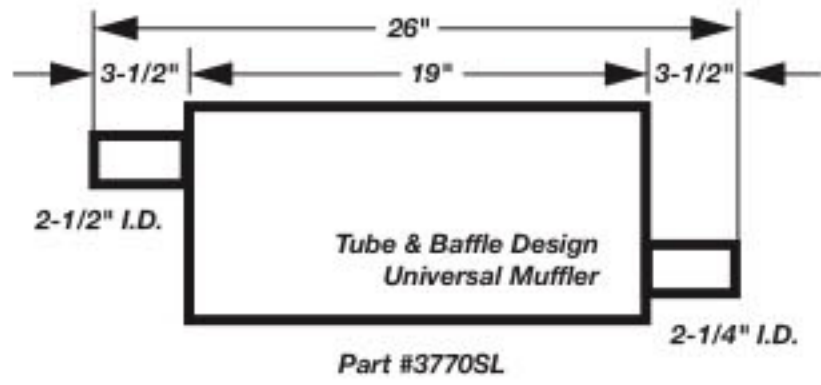 26"
3-1/2" 19" 3-1/2"
2-1/2" I.D.
Tube & Baffle Design
Universal Muffler
2-1/4" I.D.
Part #3770SL